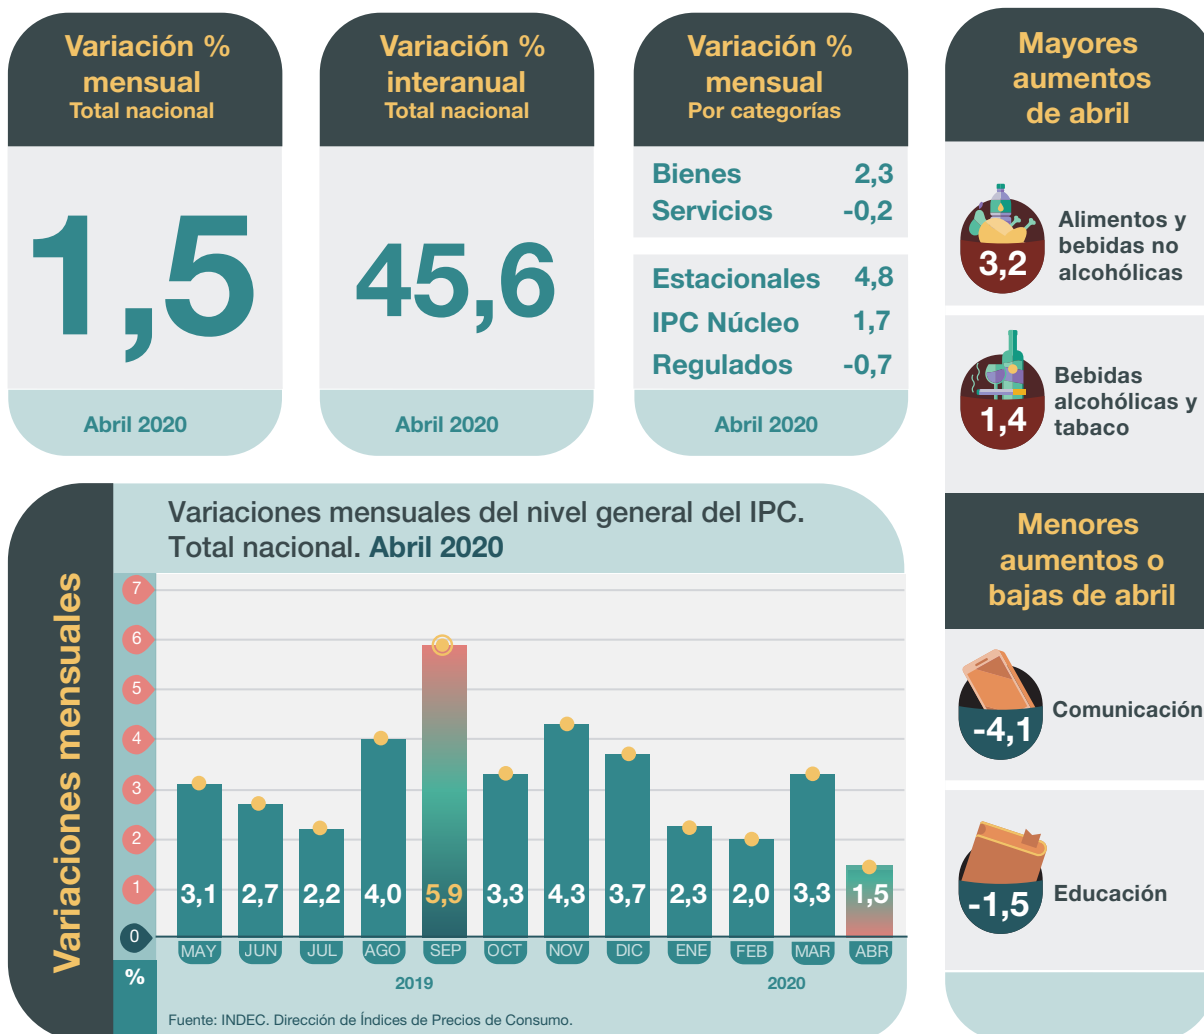 Variación %
mensual
Total nacional
1,5
Abril 2020
Variación %
interanual
Total nacional
45,6
Abril 2020
Variación %
mensual
Por categorías
Bienes 2,3
Servicios -0,2
Estacionales 4,8
IPC Núcleo 1,7
Regulados -0,7
Abril 2020
Mayores
aumentos
de abril
3,2
Alimentos y
bebidas no
alcohólicas
1,4
Bebidas
alcohólicas y
tabaco
Menores
aumentos o
bajas de abril
-4,1
Comunicación
-1,5
Educación
Variaciones mensuales
Variaciones mensuales del nivel general del IPC.
Total nacional. Abril 2020
7
6
5
4
3
2
1
0
%
3,1 2,7 2,2 4,0 5,9 3,3 4,3 3,7 2,3 2,0 3,3 1,5
MAY JUN JUL AGO SEP OCT NOV DIC ENE FEB MAR ABR
2019 2020
Fuente: INDEC. Dirección de Índices de Precios de Consumo.